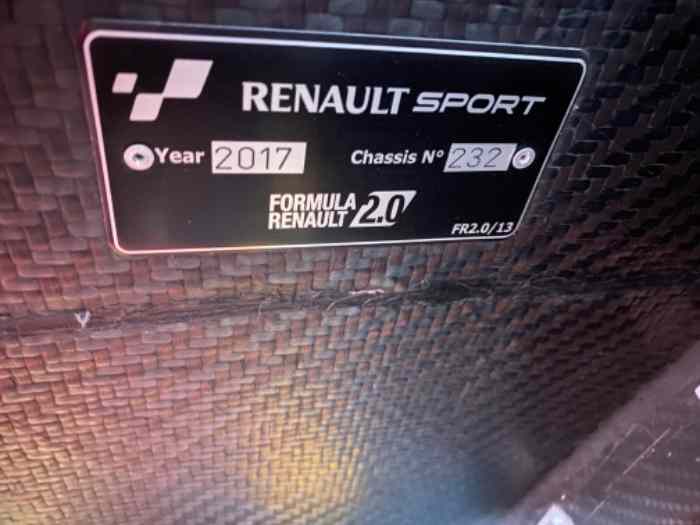 RENAULT SPORT
Year 2017 Chassis N° 232
FORMULA
RENAULT 2.0
FR2.0/13